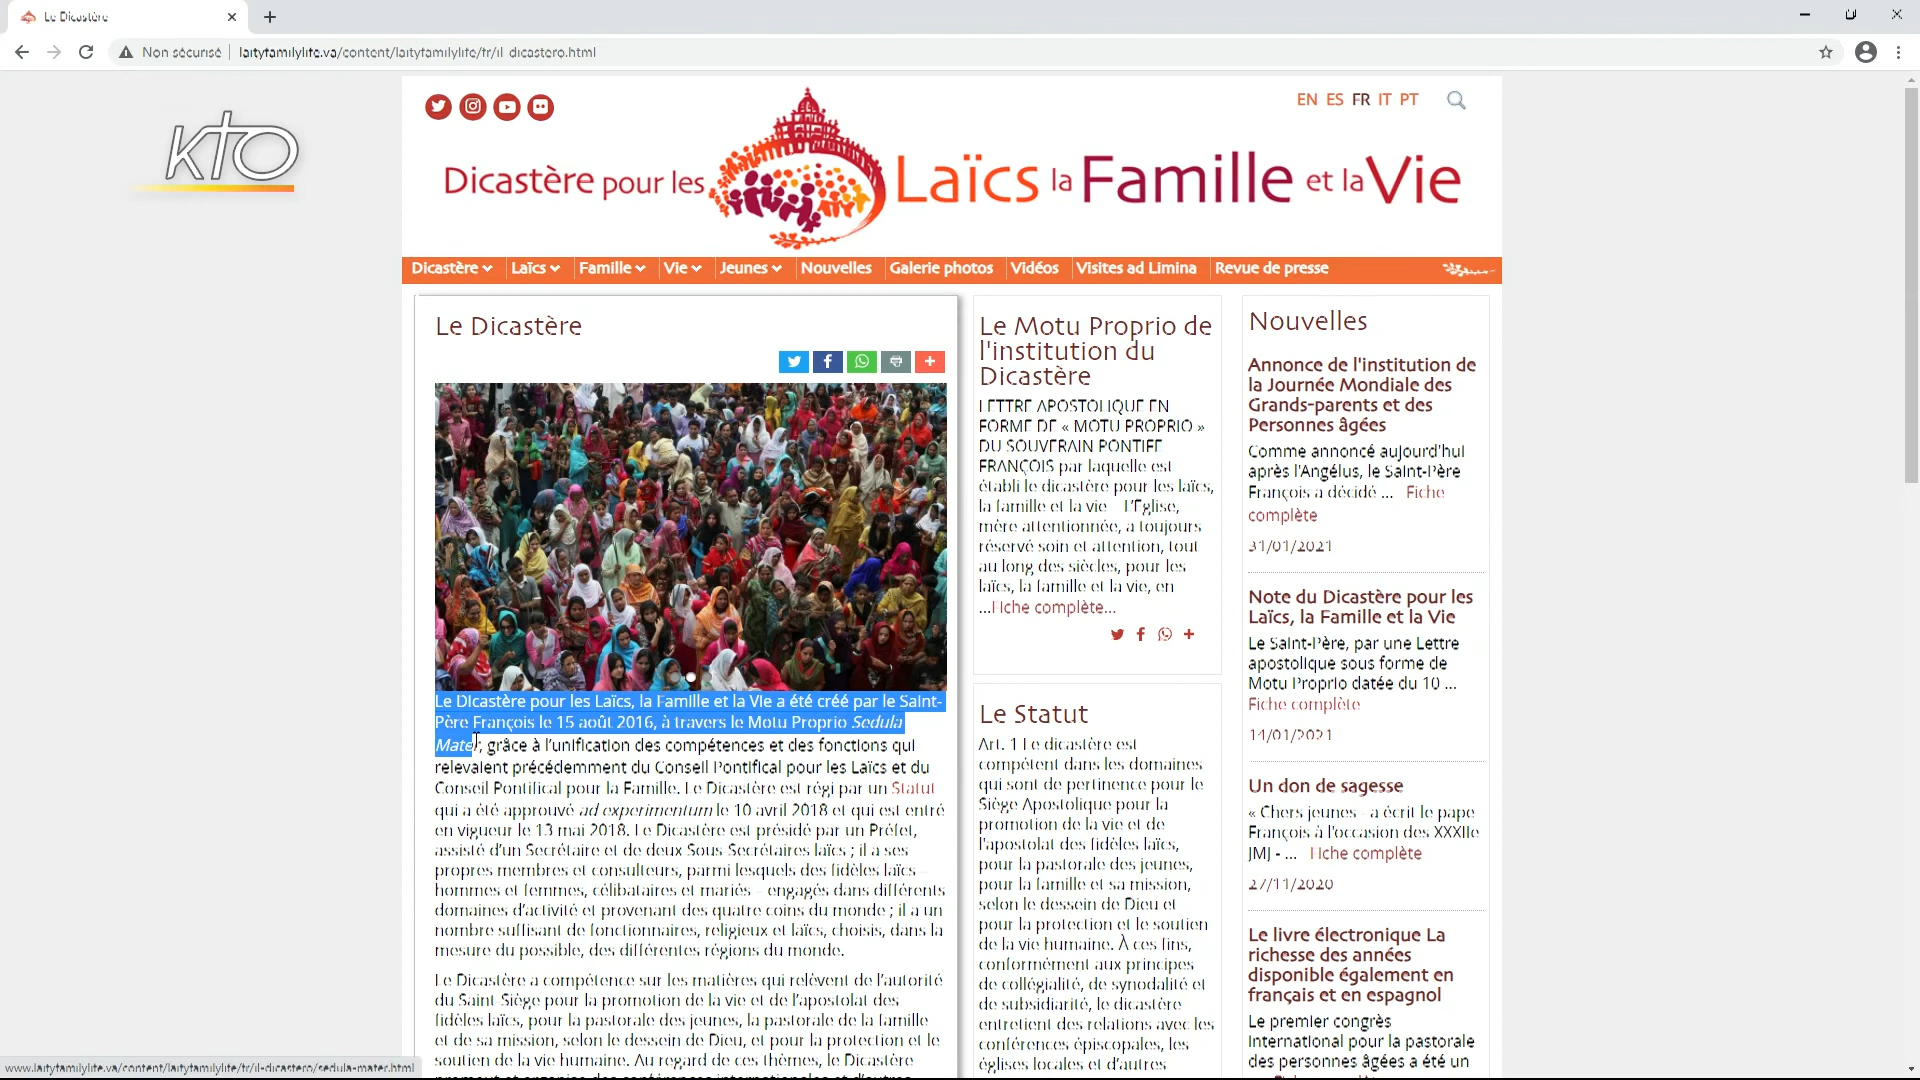 Le Dicastère
Non sécurisé laityfamilylife.va/content/laityfamilylife/fr/il-dicastero.html
kto
EN ES FR IT PT
Dicastère pour les Laïcs la Famille et la Vie
Dicastère Laïcs Famille Vie Jeunes Nouvelles Galerie photos Vidéos Visites ad Limina Revue de presse
Le Dicastère
Le Dicastère pour les Laïcs, la Famille et la Vie a été créé par le Saint-
Père François le 15 août 2016, à travers le Motu Proprio Sedula
Mater, grâce à l'unification des compétences et des fonctions qui
relevaient précédemment du Conseil Pontifical pour les Laïcs et du
Conseil Pontifical pour la Famille. Le Dicastère est régi par un Statut
qui a été approuvé ad experimentum le 10 avril 2018 et qui est entré
en vigueur le 13 mai 2018. Le Dicastère est présidé par un Préfet,
assisté d'un Secrétaire et de deux Sous-Secrétaires laïcs ; il a ses
propres membres et consulteurs, parmi lesquels des fidèles laïcs –
hommes et femmes, célibataires et mariés – engagés dans différents
domaines d'activité et provenant des quatre coins du monde ; il a un
nombre suffisant de fonctionnaires, religieux et laïcs, choisis, dans la
mesure du possible, des différentes régions du monde.
Le Dicastère a compétence sur les matières qui relèvent de l'autorité
du Saint-Siège pour la promotion de la vie et de l'apostolat des
fidèles laïcs, pour la pastorale des jeunes, la pastorale de la famille
et de sa mission, selon le dessein de Dieu, et pour la protection et le
soutien de la vie humaine. Au regard de ces thèmes, le Dicastère
Le Motu Proprio de
l'institution du
Dicastère
LETTRE APOSTOLIQUE EN
FORME DE « MOTU PROPRIO »
DU SOUVERAIN PONTIFE
FRANÇOIS par laquelle est
établi le dicastère pour les laïcs,
la famille et la vie L'Église,
mère attentionnée, a toujours
réservé soin et attention, tout
au long des siècles, pour les
laïcs, la famille et la vie, en
...Fiche complète...
Le Statut
Art. 1 Le dicastère est
compétent dans les domaines
qui sont de pertinence pour le
Siège Apostolique pour la
promotion de la vie et de
l'apostolat des fidèles laïcs,
pour la pastorale des jeunes,
pour la famille et sa mission,
selon le dessein de Dieu et
pour la protection et le soutien
de la vie humaine. À ces fins,
conformément aux principes
de collégialité, de synodalité et
de subsidiarité, le dicastère
entretient des relations avec les
conférences épiscopales, les
églises locales et d'autres
Nouvelles
Annonce de l'institution de
la Journée Mondiale des
Grands-parents et des
Personnes âgées
Comme annoncé aujourd'hui
après l'Angélus, le Saint-Père
François a décidé ... Fiche
complète
31/01/2021
Note du Dicastère pour les
Laïcs, la Famille et la Vie
Le Saint-Père, par une Lettre
apostolique sous forme de
Motu Proprio datée du 10 ...
Fiche complète
14/01/2021
Un don de sagesse
« Chers jeunes - a écrit le pape
François à l'occasion des XXXIIe
JMJ - ... Fiche complète
27/11/2020
Le livre électronique La
richesse des années
disponible également en
français et en espagnol
Le premier congrès
international pour la pastorale
des personnes âgées a été un
www.laityfamilylife.va/content/laityfamilylife/fr/il-dicastero/sedula-mater.html